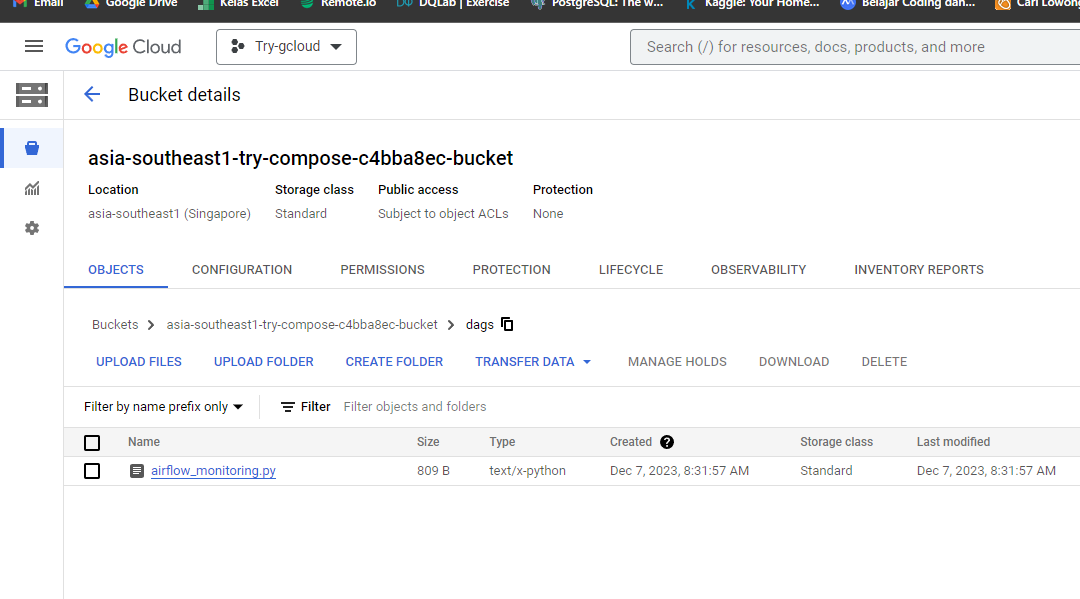 Email Google Drive Kelas Excel Remote.io DQLab | Exercise PostgreSQL: The w... Kaggle: Your Home... Belajar Coding dan...
Google Cloud Try-gcloud Search (/) for resources, docs, products, and more
Bucket details
asia-southeast1-try-compose-c4bba8ec-bucket
Location Storage class Public access Protection
asia-southeast1 (Singapore) Standard Subject to object ACLs None
OBJECTS CONFIGURATION PERMISSIONS PROTECTION LIFECYCLE OBSERVABILITY INVENTORY REPORTS
Buckets > asia-southeast1-try-compose-c4bba8ec-bucket > dags
UPLOAD FILES UPLOAD FOLDER CREATE FOLDER TRANSFER DATA MANAGE HOLDS DOWNLOAD DELETE
Filter by name prefix only Filter Filter objects and folders
Name Size Type Created ? Storage class Last modified
airflow_monitoring.py 809 B text/x-python Dec 7, 2023, 8:31:57 AM Standard Dec 7, 2023, 8:31:57 AM